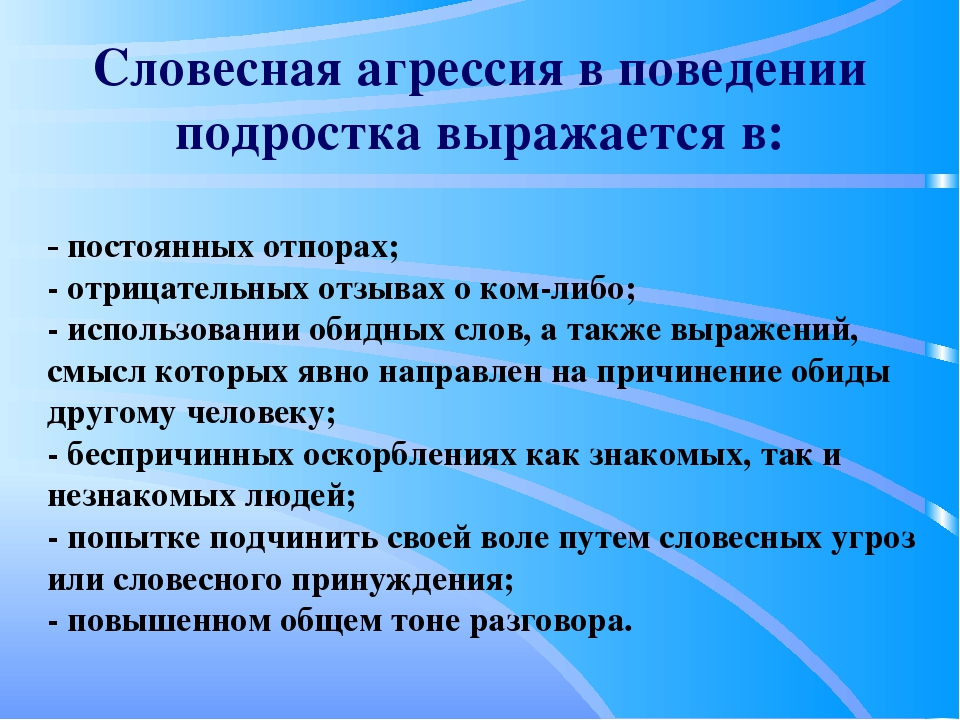 Словесная агрессия в поведении
подростка выражается в:
- постоянных отпорах;
- отрицательных отзывах о ком-либо;
- использовании обидных слов, а также выражений,
смысл которых явно направлен на причинение обиды
другому человеку;
- беспричинных оскорблениях как знакомых, так и
незнакомых людей;
- попытке подчинить своей воле путем словесных угроз
или словесного принуждения;
- повышенном общем тоне разговора.